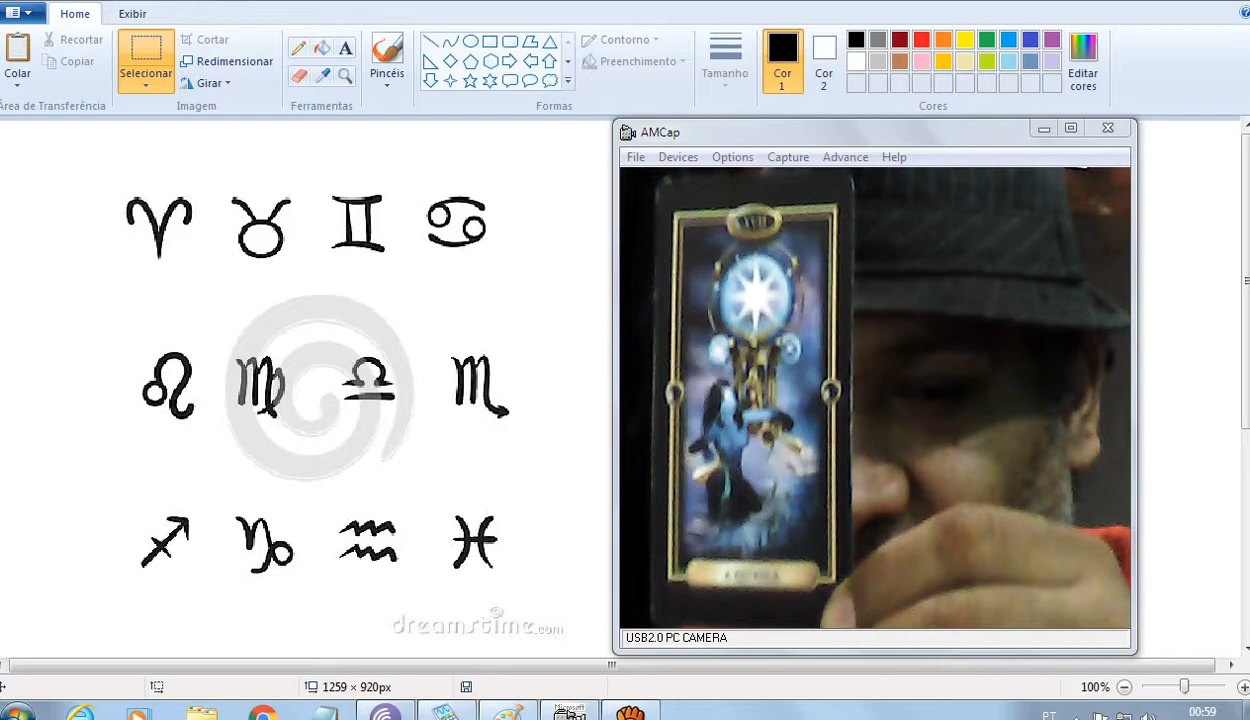 Home Exibir
Colar
Recortar
Copiar
Área de Transferência
Selecionar
Cortar
Redimensionar
Girar
Imagem
A
Ferramentas
Pincéis
Contorno
Preenchimento
Formas
Tamanho
Cor
1
Cor
2
Editar
cores
Cores
AMCap
File Devices Options Capture Advance Help
♈ ♉ ♊ ♋
♌ ♍ ♎ ♏
♐ ♑ ♒ ♓
dreamstime.com
USB2.0 PC CAMERA
1259 × 920px
100%
PT
00:59